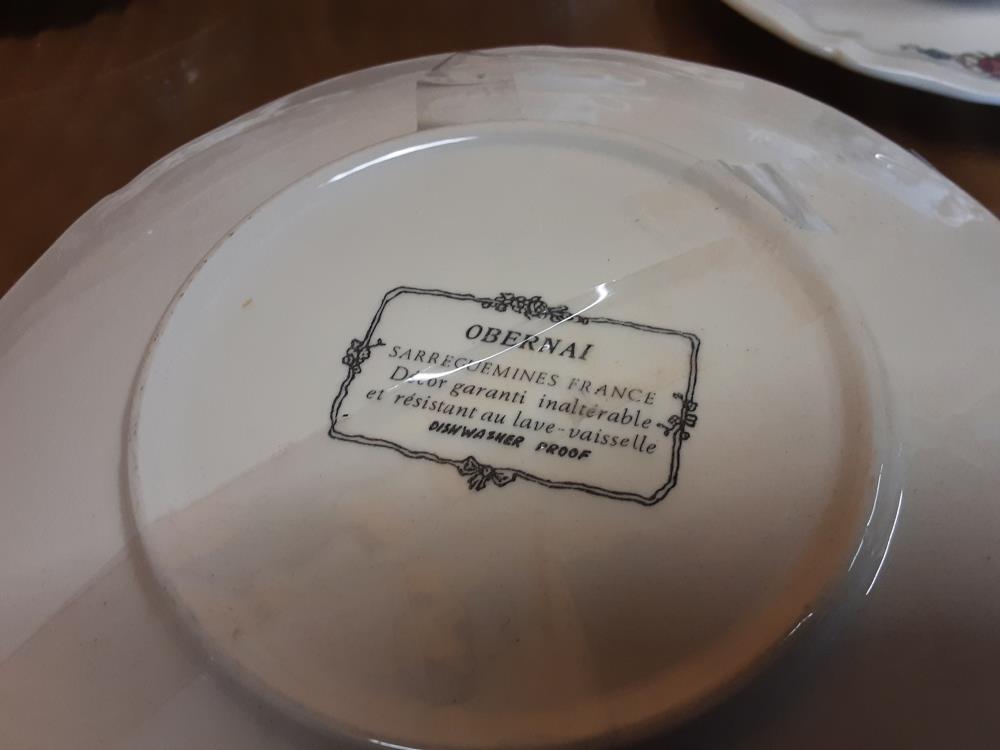 OBERNAI
SARREGUEMINES FRANCE
Décor garanti inaltérable
et résistant au lave-vaisselle
DISHWASHER PROOF